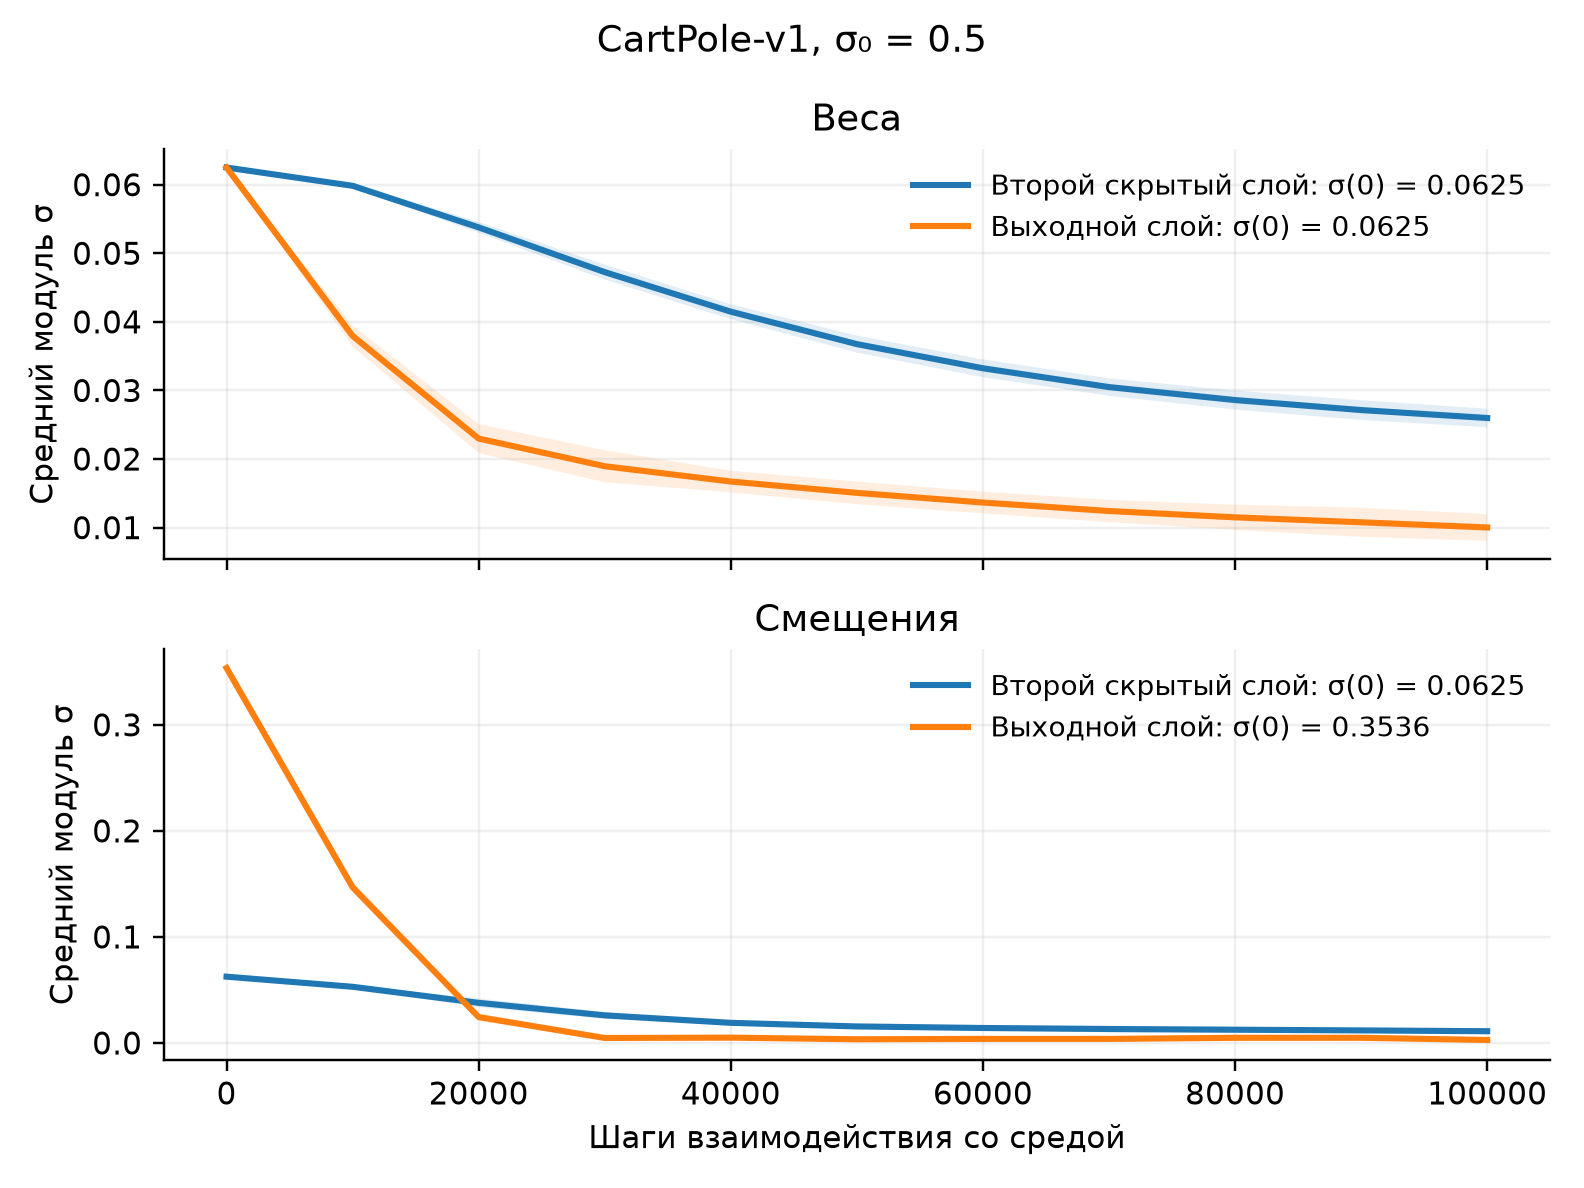 CartPole-v1, σ₀ = 0.5
Веса
Средний модуль σ
0.06
0.05
0.04
0.03
0.02
0.01
Второй скрытый слой: σ(0) = 0.0625
Выходной слой: σ(0) = 0.0625
Смещения
Средний модуль σ
0.3
0.2
0.1
0.0
Второй скрытый слой: σ(0) = 0.0625
Выходной слой: σ(0) = 0.3536
0 20000 40000 60000 80000 100000
Шаги взаимодействия со средой